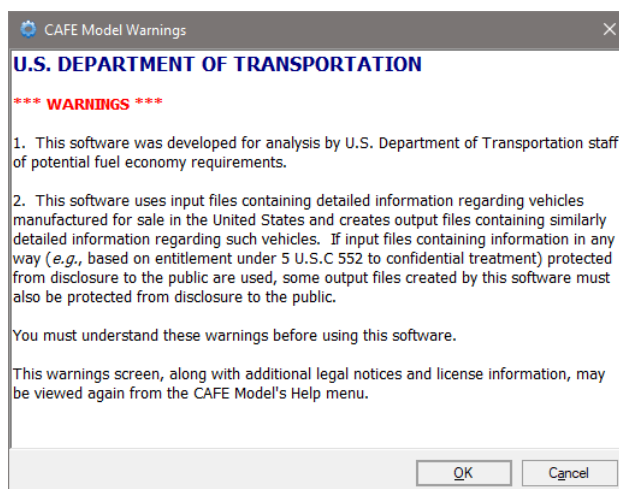 CAFE Model Warnings
U.S. DEPARTMENT OF TRANSPORTATION
*** WARNINGS ***
1. This software was developed for analysis by U.S. Department of Transportation staff
of potential fuel economy requirements.
2. This software uses input files containing detailed information regarding vehicles
manufactured for sale in the United States and creates output files containing similarly
detailed information regarding such vehicles. If input files containing information in any
way (e.g., based on entitlement under 5 U.S.C 552 to confidential treatment) protected
from disclosure to the public are used, some output files created by this software must
also be protected from disclosure to the public.
You must understand these warnings before using this software.
This warnings screen, along with additional legal notices and license information, may
be viewed again from the CAFE Model's Help menu.
OK Cancel